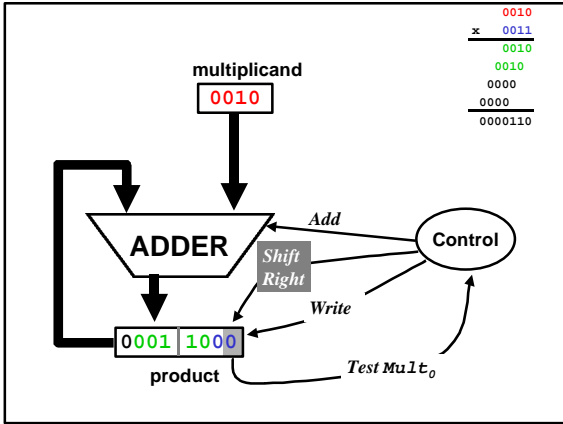 0010
x 0011
0010
0010
0000
0000
0000110
multiplicand
0010
ADDER
Add
Control
Shift
Right
Write
0001 1000
product
Test Mult0